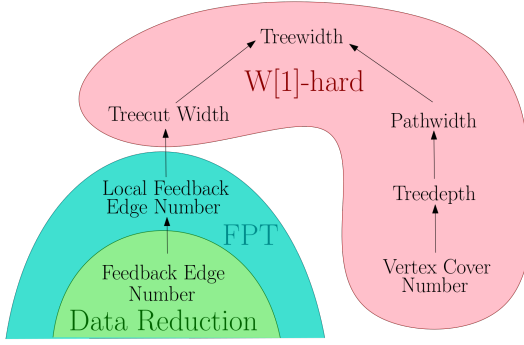 Treewidth
W[1]-hard
Treecut Width
Pathwidth
Local Feedback
Edge Number
Treedepth
FPT
Feedback Edge
Number
Vertex Cover
Number
Data Reduction